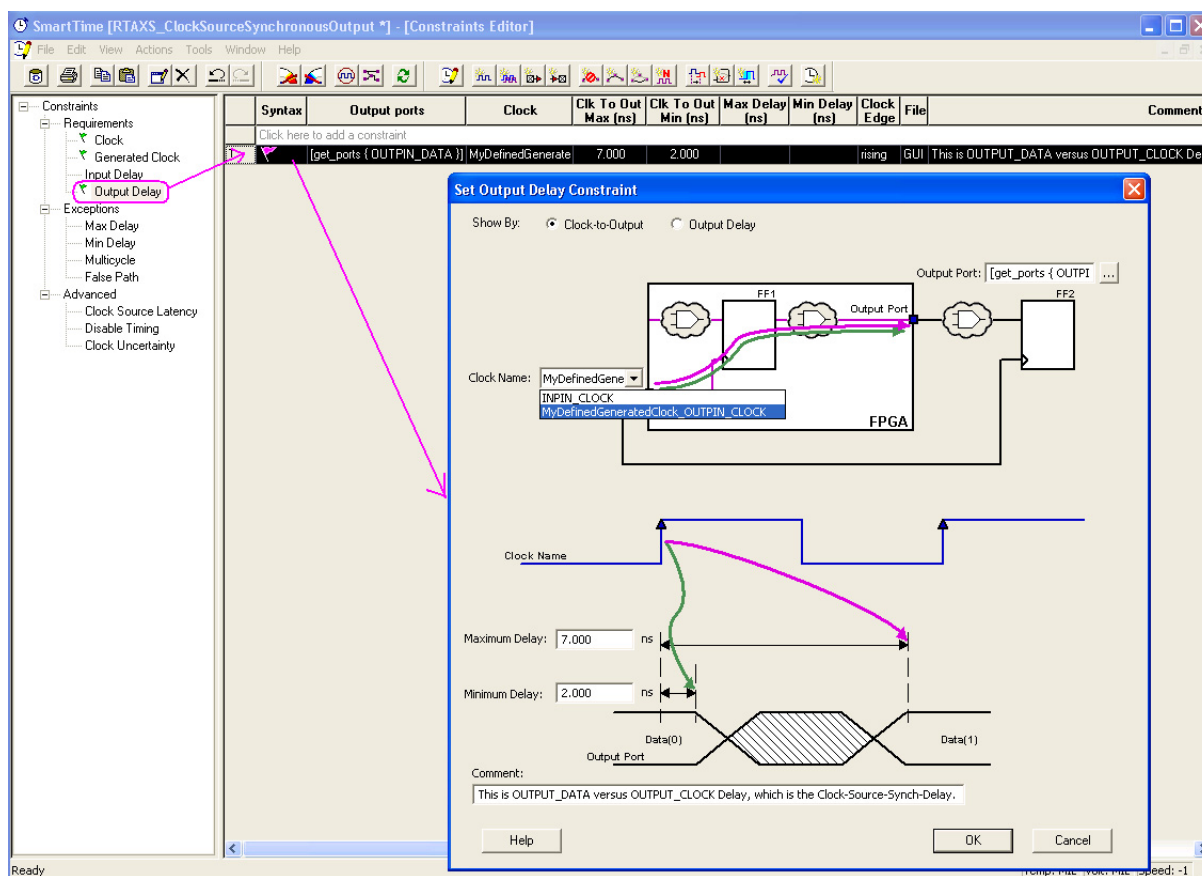 SmartTime [RTAXS_ClockSourceSynchronousOutput *] - [Constraints Editor]
File Edit View Actions Tools Window Help
Constraints
Requirements
Clock
Generated Clock
Input Delay
Output Delay
Exceptions
Max Delay
Min Delay
Multicycle
False Path
Advanced
Clock Source Latency
Disable Timing
Clock Uncertainty
Syntax Output ports Clock Clk To Out Max (ns) Clk To Out Min (ns) Max Delay (ns) Min Delay (ns) Clock Edge File Comment
Click here to add a constraint
[get_ports { OUTPIN_DATA }] MyDefinedGenerate 7.000 2.000 rising GUI This is OUTPUT_DATA versus OUTPUT_CLOCK De
Set Output Delay Constraint
Show By: Clock-to-Output Output Delay
Output Port: [get_ports { OUTPI ...
FF1
FF2
Output Port
Clock Name: MyDefinedGene
INPIN_CLOCK
MyDefinedGeneratedClock_OUTPIN_CLOCK
FPGA
Clock Name
Maximum Delay: 7.000 ns
Minimum Delay: 2.000 ns
Data(0) Data(1)
Output Port
Comment:
This is OUTPUT_DATA versus OUTPUT_CLOCK Delay, which is the Clock-Source-Synch-Delay.
Help OK Cancel
Ready
Temp: MIL Volt: MIL Speed: -1